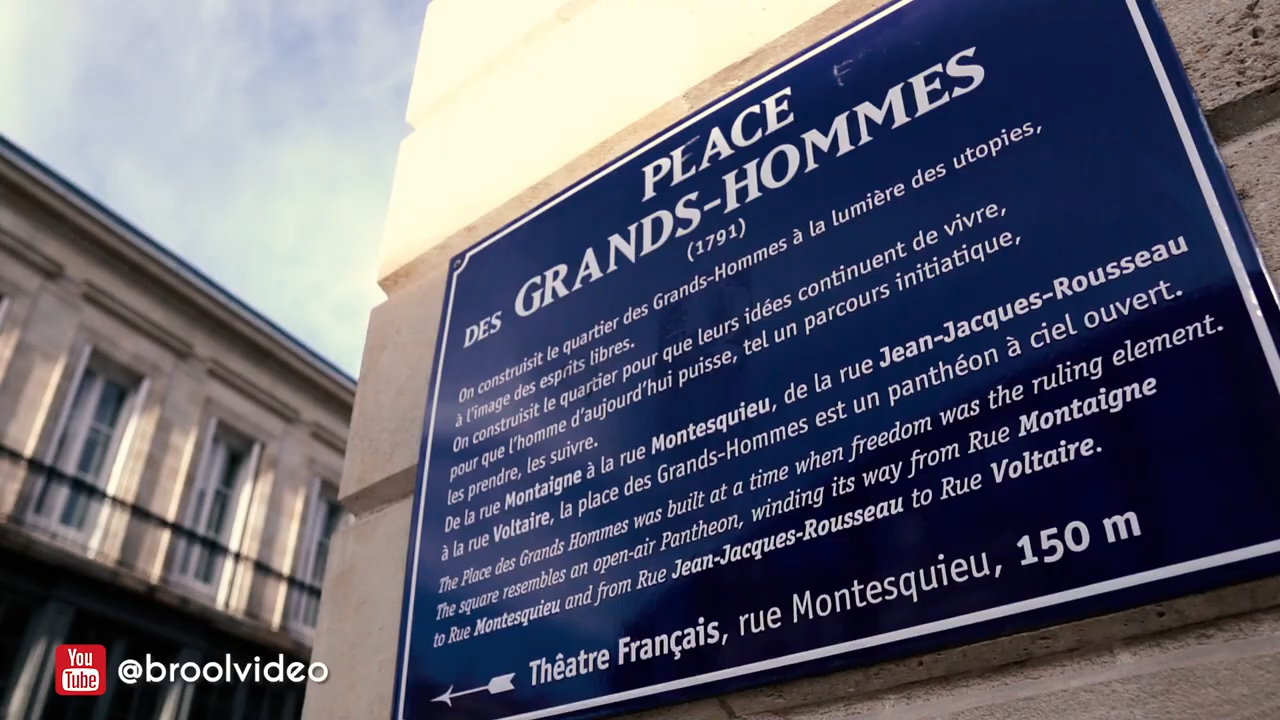 PLACE
DES GRANDS-HOMMES
(1791)
On construisit le quartier des Grands-Hommes à la lumière des utopies,
à l'image des esprits libres.
On construisit le quartier pour que leurs idées continuent de vivre,
pour que l'homme d'aujourd'hui puisse, tel un parcours initiatique,
les prendre, les suivre.
De la rue Montaigne à la rue Montesquieu, de la rue Jean-Jacques-Rousseau
à la rue Voltaire, la place des Grands-Hommes est un panthéon à ciel ouvert.
The Place des Grands Hommes was built at a time when freedom was the ruling element.
The square resembles an open-air Pantheon, winding its way from Rue Montaigne
to Rue Montesquieu and from Rue Jean-Jacques-Rousseau to Rue Voltaire.
Thêatre Français, rue Montesquieu, 150 m
You
Tube
@broolvideo